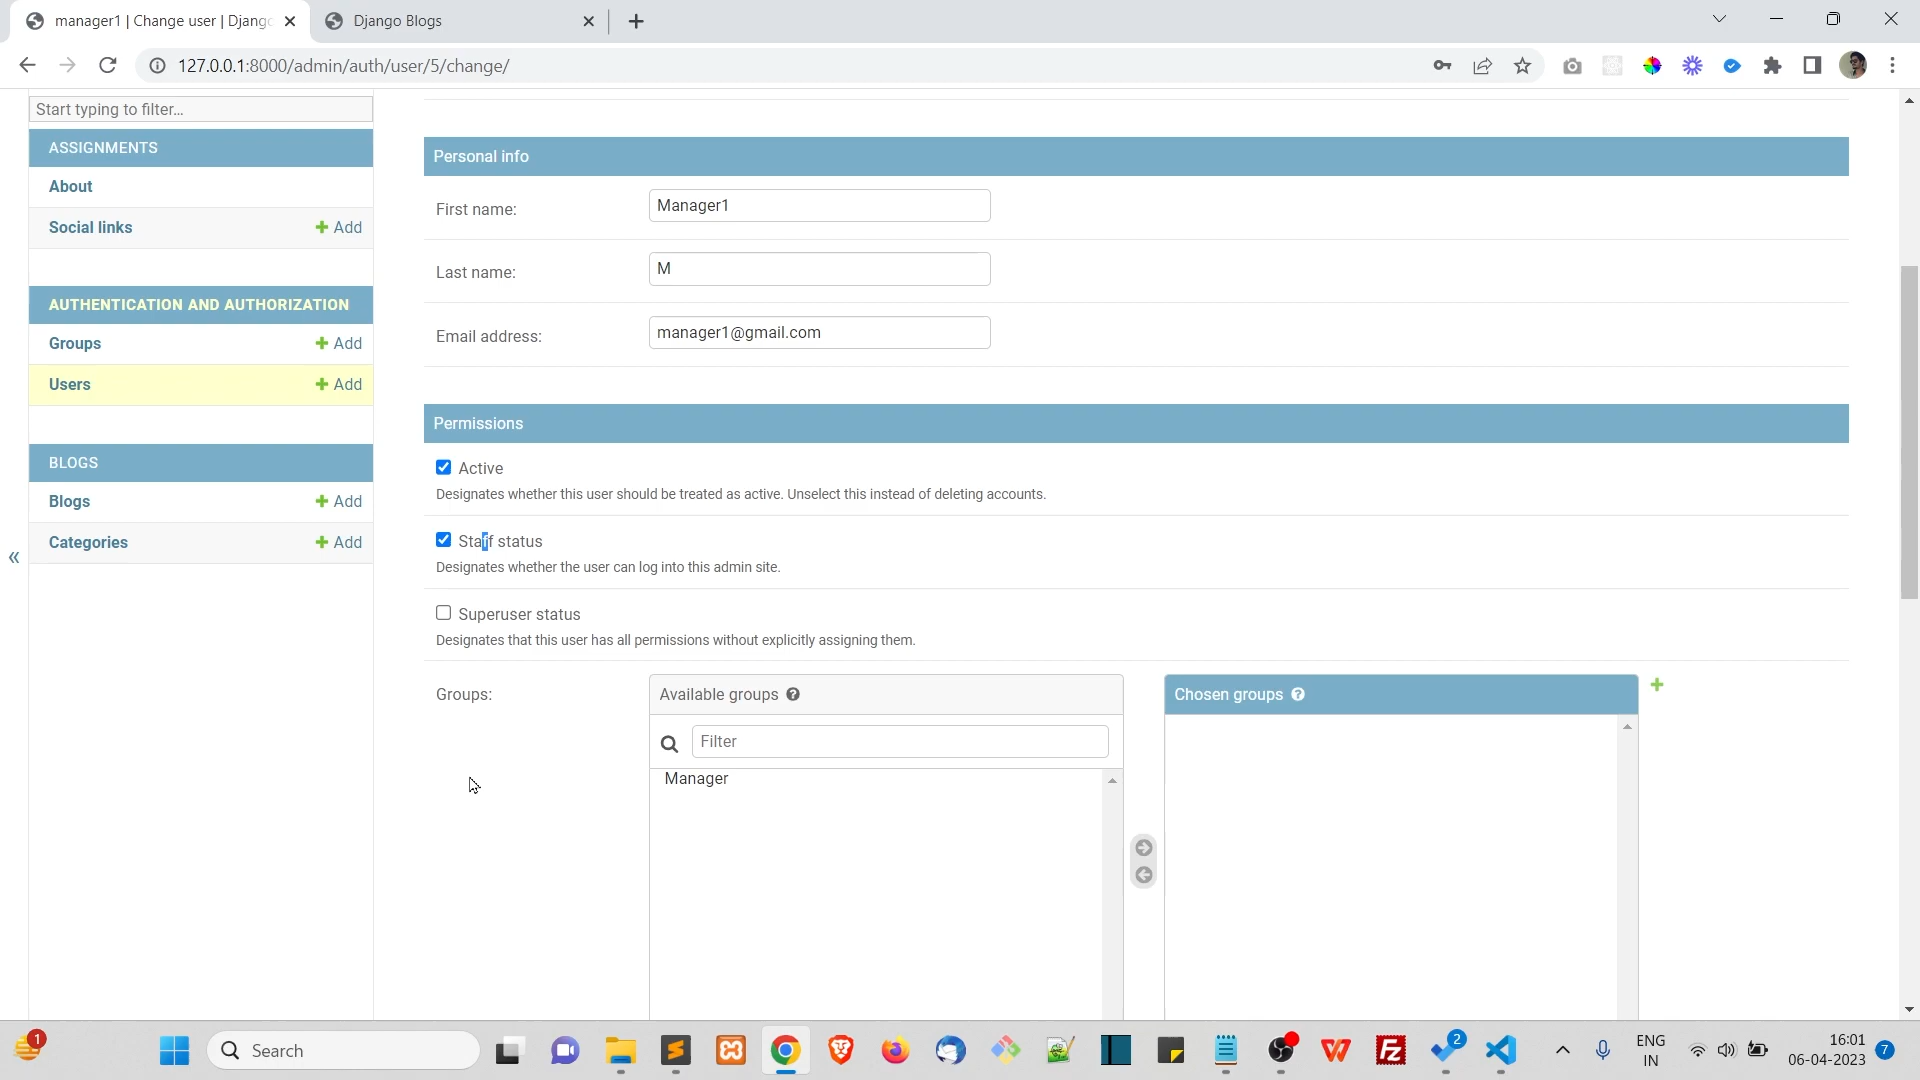 manager1 | Change user | Djang
Django Blogs
127.0.0.1:8000/admin/auth/user/5/change/
Start typing to filter...
ASSIGNMENTS
About
Social links
Add
AUTHENTICATION AND AUTHORIZATION
Groups
Add
Users
Add
BLOGS
Blogs
Add
Categories
Add
«
Personal info
First name:
Manager1
Last name:
M
Email address:
manager1@gmail.com
Permissions
Active
Designates whether this user should be treated as active. Unselect this instead of deleting accounts.
Staff status
Designates whether the user can log into this admin site.
Superuser status
Designates that this user has all permissions without explicitly assigning them.
Groups:
Available groups ?
Filter
Manager
Chosen groups ?
1
Search
2
ENG
IN
16:01
06-04-2023
7